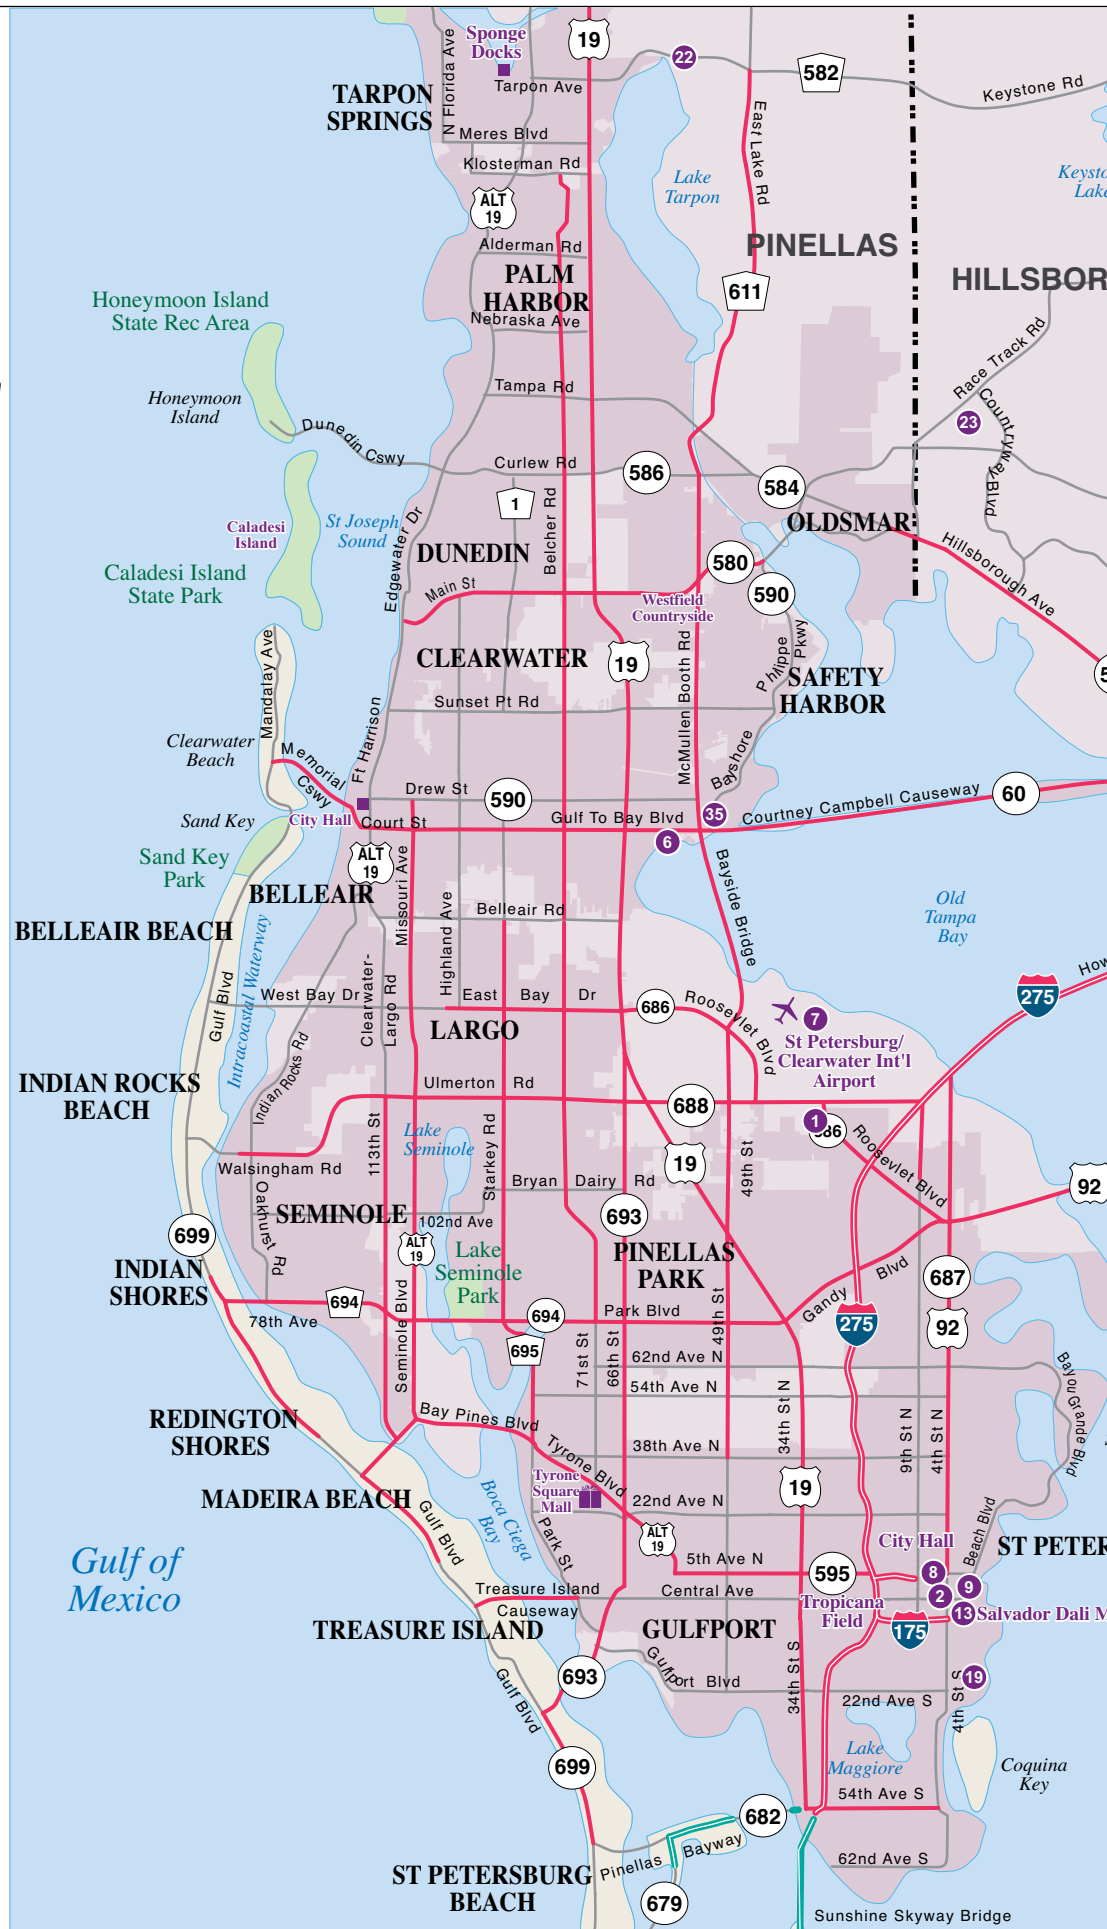 Sponge
Docks
19
22
582
N Florida Ave
Tarpon Ave
Keystone Rd
TARPON
SPRINGS
Meres Blvd
Klosterman Rd
East Lake Rd
Lake
Tarpon
ALT
19
Alderman Rd
PINELLAS
PALM
HARBOR
611
Honeymoon Island
State Rec Area
Nebraska Ave
Race Track Rd
Tampa Rd
Honeymoon
Island
Countryway Blvd
23
Dunedin Cswy
Curlew Rd
586
584
1
Belcher Rd
Caladesi
Island
St Joseph
Sound
Edgewater Dr
OLDSMAR
DUNEDIN
Hillsborough Ave
580
590
Caladesi Island
State Park
Main St
Westfield
Countryside
Mandalay Ave
CLEARWATER
19
McMullen Booth Rd
Philippe Pkwy
SAFETY
HARBOR
Sunset Pt Rd
Clearwater
Beach
Memorial
Cswy
Ft Harrison
Bayshore
Drew St
590
60
Courtney Campbell Causeway
Sand Key
City Hall
Court St
Gulf To Bay Blvd
35
6
Sand Key
Park
ALT
19
Missouri Ave
Bayside Bridge
BELLEAIR
Highland Ave
Belleair Rd
Old
Tampa
Bay
BELLEAIR BEACH
Intracoastal Waterway
Gulf Blvd
Clearwater-
Largo Rd
West Bay Dr
East Bay Dr
686
Roosevlet Blvd
275
7
LARGO
St Petersburg/
Clearwater Int'l
Airport
INDIAN ROCKS
BEACH
Indian Rocks Rd
Ulmerton Rd
688
1
113th St
Lake
Seminole
Starkey Rd
19
49th St
Roosevlet Blvd
Walsingham Rd
Bryan Dairy Rd
92
Oakhurst Rd
SEMINOLE
102nd Ave
693
699
ALT
19
Lake
Seminole
Park
PINELLAS
PARK
INDIAN
SHORES
Gandy Blvd
687
694
694
Park Blvd
49th St N
275
92
78th Ave
Seminole Blvd
695
71st St
66th St N
62nd Ave N
54th Ave N
34th St N
9th St N
4th St N
Bayou Grande Blvd
REDINGTON
SHORES
Bay Pines Blvd
Tyrone Blvd
38th Ave N
Tyrone
Square
Mall
19
MADEIRA BEACH
Gulf Blvd
Boca Ciega
Bay
22nd Ave N
Park St
ALT
19
City Hall
Beach Blvd
Gulf of
Mexico
5th Ave N
595
8
9
2
Treasure Island
Causeway
Central Ave
Tropicana
Field
13
175
TREASURE ISLAND
GULFPORT
693
Gulfport Blvd
34th St S
4th St S
19
22nd Ave S
Gulf Blvd
Lake
Maggiore
Coquina
Key
699
54th Ave S
682
Pinellas Bayway
62nd Ave S
ST PETERSBURG
BEACH
679
Sunshine Skyway Bridge